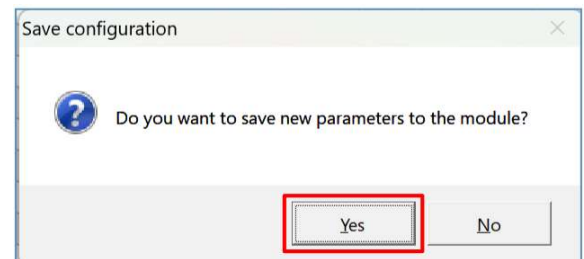 Save configuration
Do you want to save new parameters to the module?
Yes
No